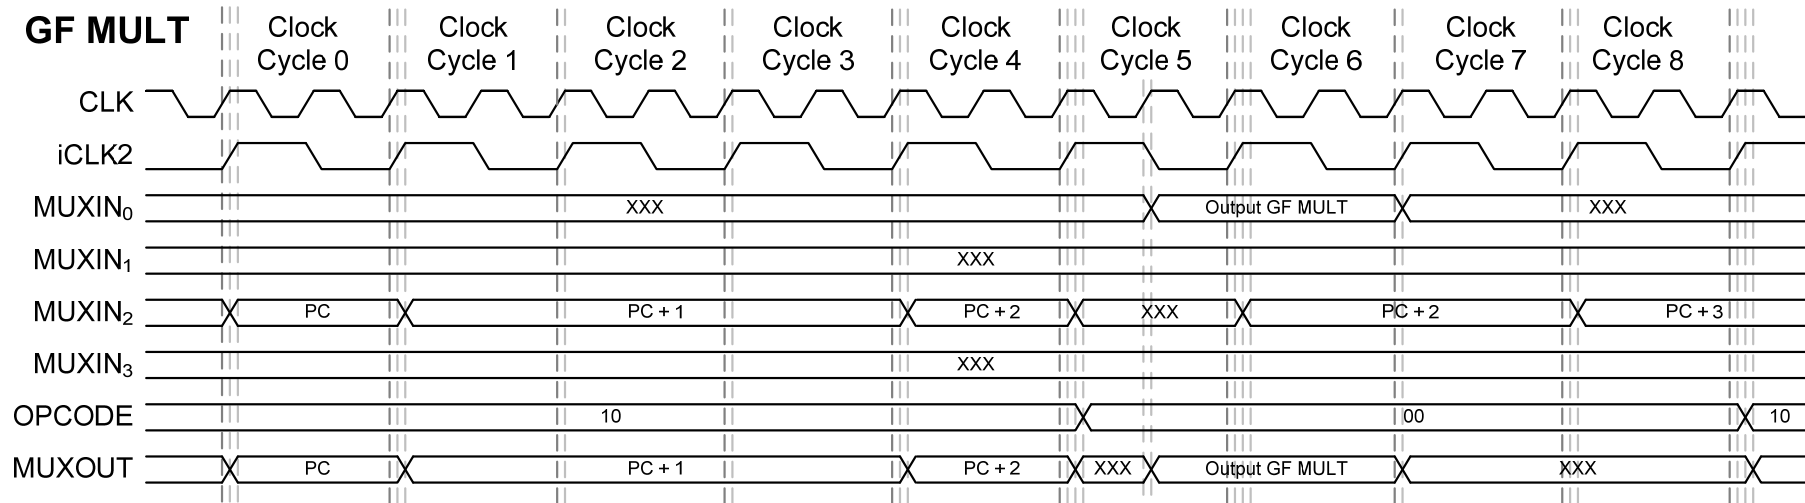 GF MULT
Clock Cycle 0
Clock Cycle 1
Clock Cycle 2
Clock Cycle 3
Clock Cycle 4
Clock Cycle 5
Clock Cycle 6
Clock Cycle 7
Clock Cycle 8
CLK
iCLK2
MUXIN0 XXX Output GF MULT XXX
MUXIN1 XXX
MUXIN2 PC PC + 1 PC + 2 XXX PC + 2 PC + 3
MUXIN3 XXX
OPCODE 10 00 10
MUXOUT PC PC + 1 PC + 2 XXX Output GF MULT XXX